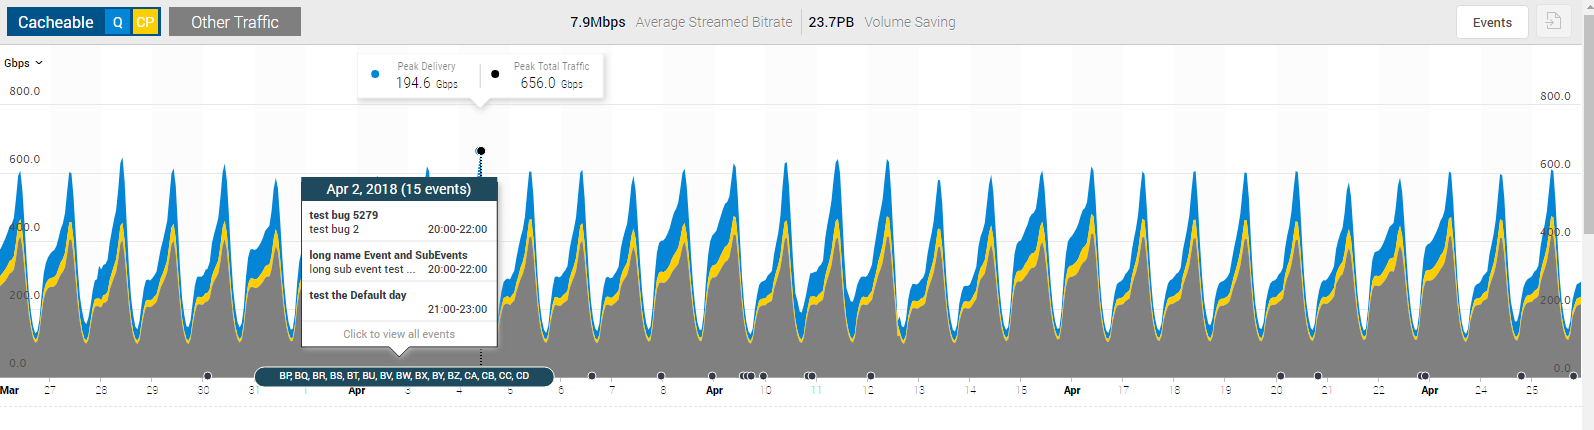 Cacheable Q CP Other Traffic 7.9Mbps Average Streamed Bitrate 23.7PB Volume Saving Events
Gbps
Peak Delivery Peak Total Traffic
194.6 Gbps 656.0 Gbps
800.0 800.0
600.0 600.0
Apr 2, 2018 (15 events)
test bug 5279
test bug 2 20:00-22:00
400.0 400.0
long name Event and SubEvents
long sub event test ... 20:00-22:00
test the Default day
200.0 200.0
21:00-23:00
Click to view all events
0.0 0.0
BP, BQ, BR, BS, BT, BU, BV, BW, BX, BY, BZ, CA, CB, CC, CD
Mar 27 28 29 30 31 1 Apr 3 4 5 6 7 8 Apr 10 11 12 13 14 15 Apr 17 18 19 20 21 22 Apr 24 25